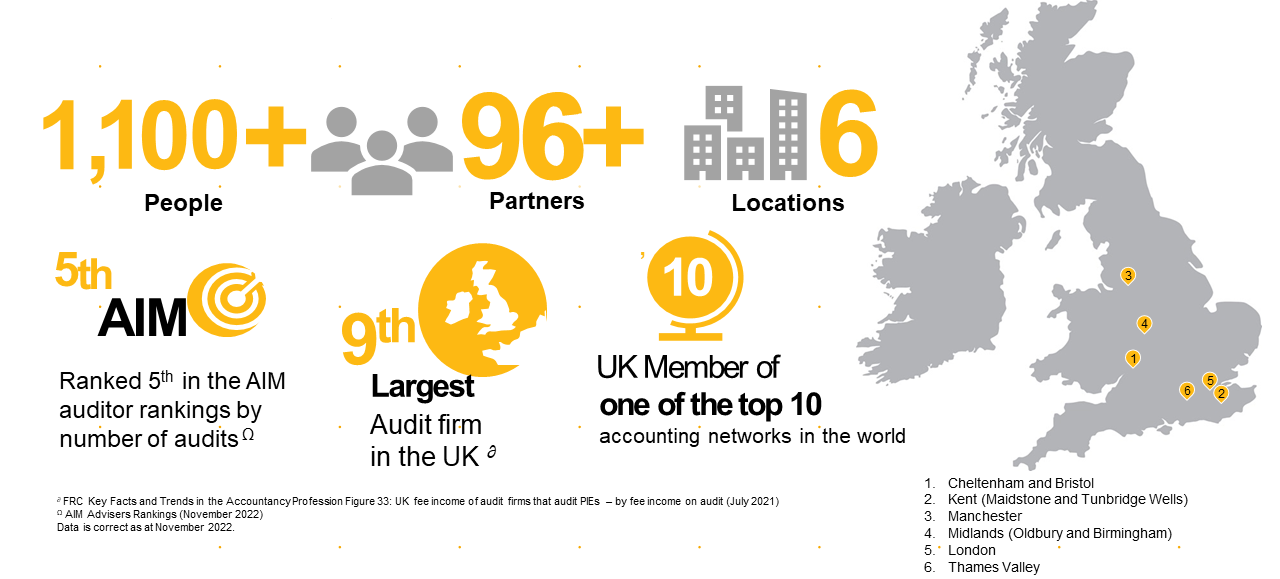 1,100+
People
96+
Partners
6
Locations
5th
AIM
Ranked 5th in the AIM
auditor rankings by
number of audits Ω
9th
Largest
Audit firm
in the UK ∂
’
10
UK Member of
one of the top 10
accounting networks in the world
3
4
1
5
6
2
∂ FRC Key Facts and Trends in the Accountancy Profession Figure 33: UK fee income of audit firms that audit PIEs – by fee income on audit (July 2021)
Ω AIM Advisers Rankings (November 2022)
Data is correct as at November 2022.
1. Cheltenham and Bristol
2. Kent (Maidstone and Tunbridge Wells)
3. Manchester
4. Midlands (Oldbury and Birmingham)
5. London
6. Thames Valley